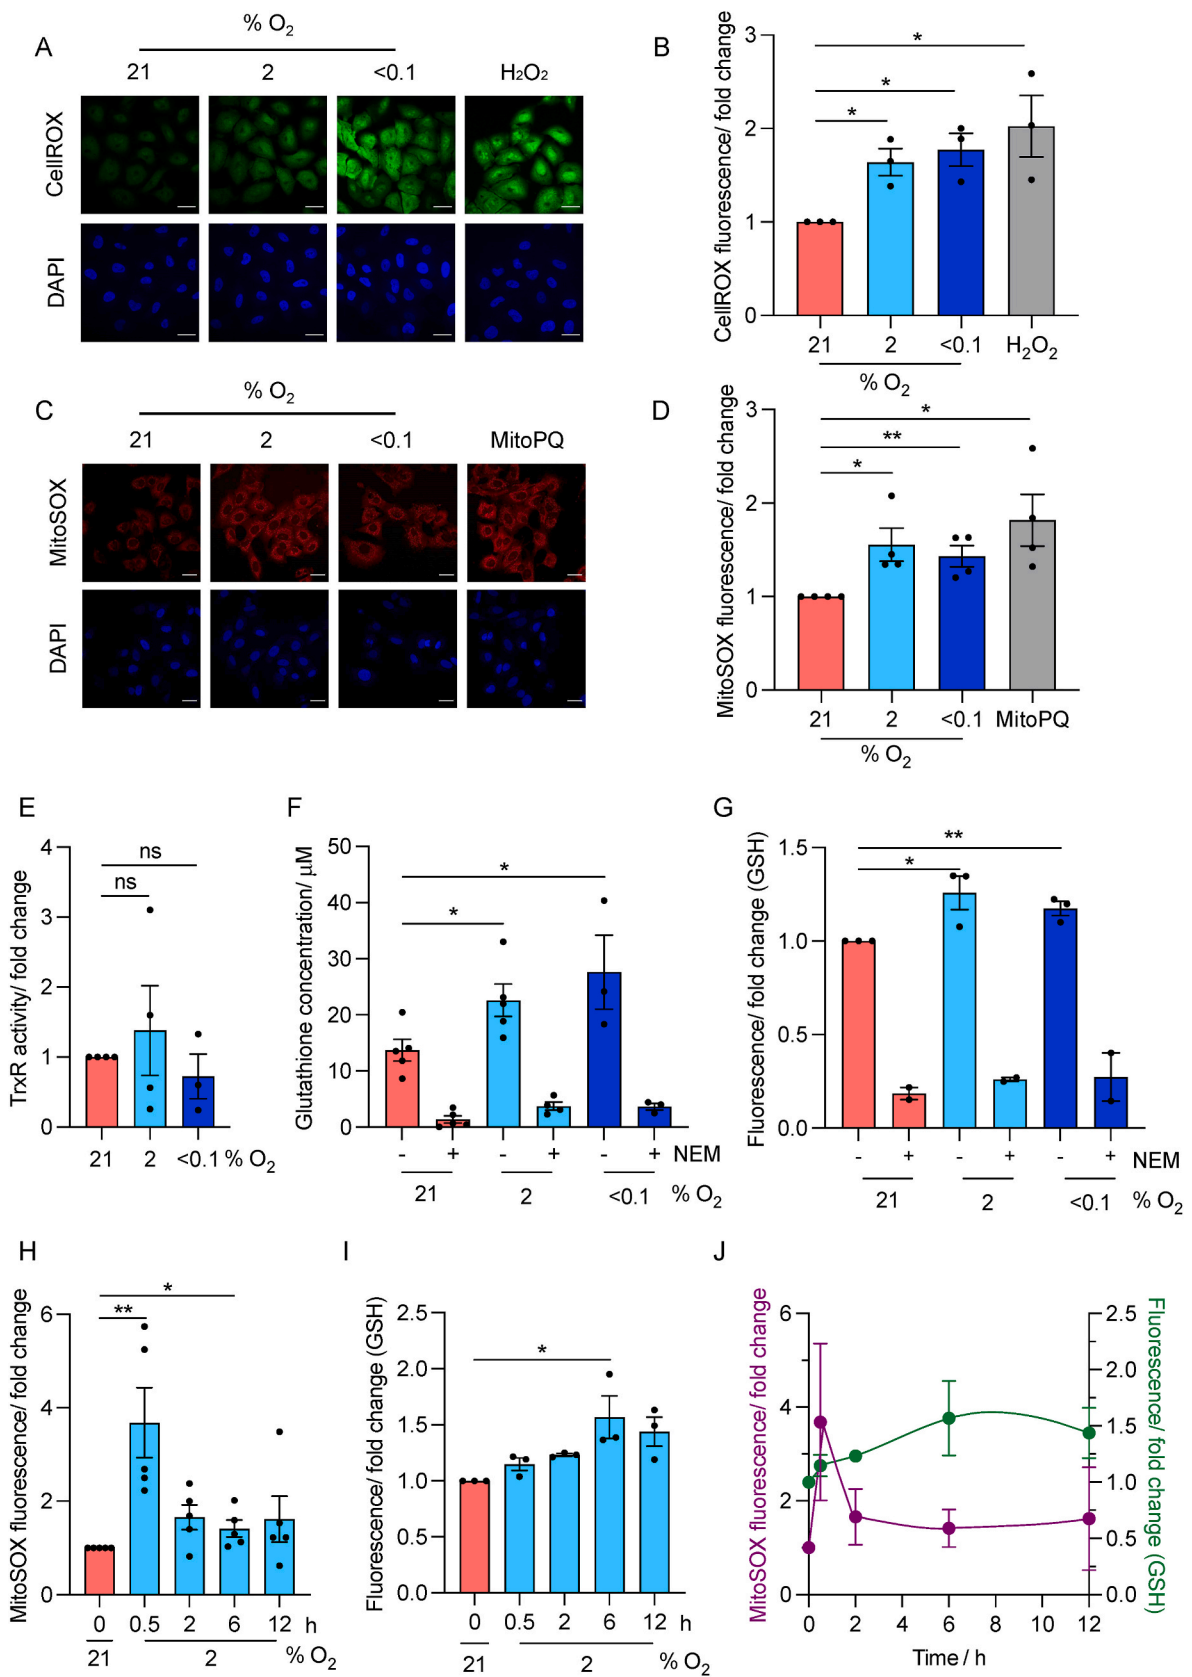 A
% O₂
21 2 <0.1 H₂O₂
CellROX
DAPI
B
CellROX fluorescence/ fold change
3
2
1
0
*
*
*
21 2 <0.1 H₂O₂
% O₂
C
% O₂
21 2 <0.1 MitoPQ
MitoSOX
DAPI
D
MitoSOX fluorescence/ fold change
3
2
1
0
*
**
*
21 2 <0.1 MitoPQ
% O₂
E
TrxR activity/ fold change
4
3
2
1
0
ns
ns
21 2 <0.1 % O₂
F
Glutathione concentration/ μM
50
40
30
20
10
0
*
*
- + - + - + NEM
21 2 <0.1 % O₂
G
Fluorescence/ fold change (GSH)
1.5
1.0
0.5
0.0
**
*
- + - + - + NEM
21 2 <0.1 % O₂
H
MitoSOX fluorescence/ fold change
6
4
2
0
*
**
0 0.5 2 6 12 h
21 2 % O₂
I
Fluorescence/ fold change (GSH)
2.5
2.0
1.5
1.0
0.5
0.0
*
0 0.5 2 6 12 h
21 2 % O₂
J
MitoSOX fluorescence/ fold change
6
4
2
0
2.5
2.0
1.5
1.0
0.5
0.0
Fluorescence/ fold change (GSH)
0 2 4 6 8 10 12
Time / h